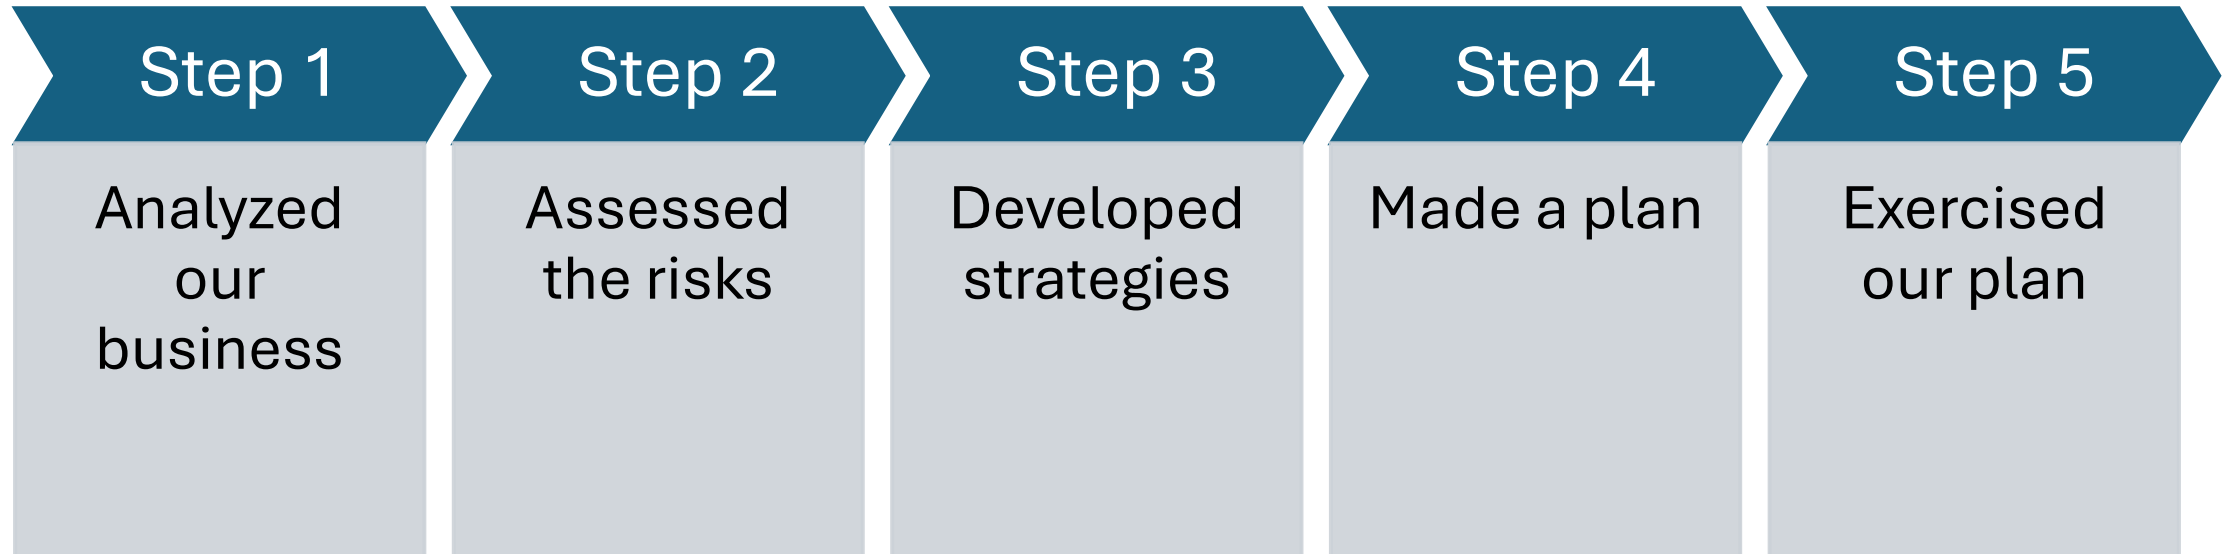 Step 1
Analyzed
our
business
Step 2
Assessed
the risks
Step 3
Developed
strategies
Step 4
Made a plan
Step 5
Exercised
our plan